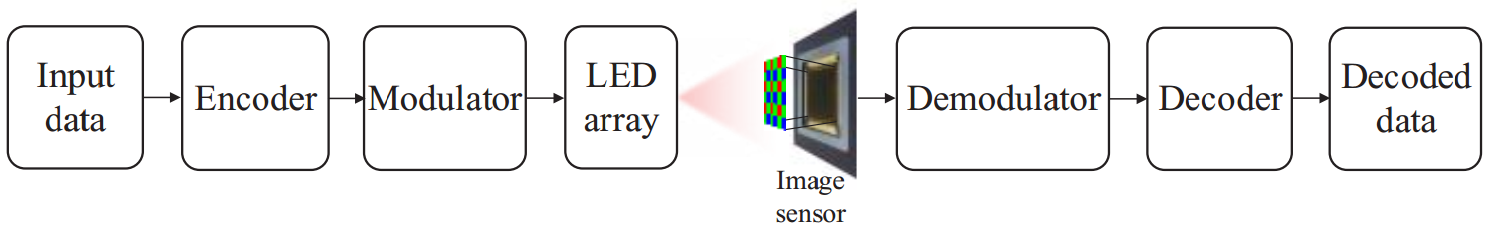 Input
data
Encoder
Modulator
LED
array
Image
sensor
Demodulator
Decoder
Decoded
data